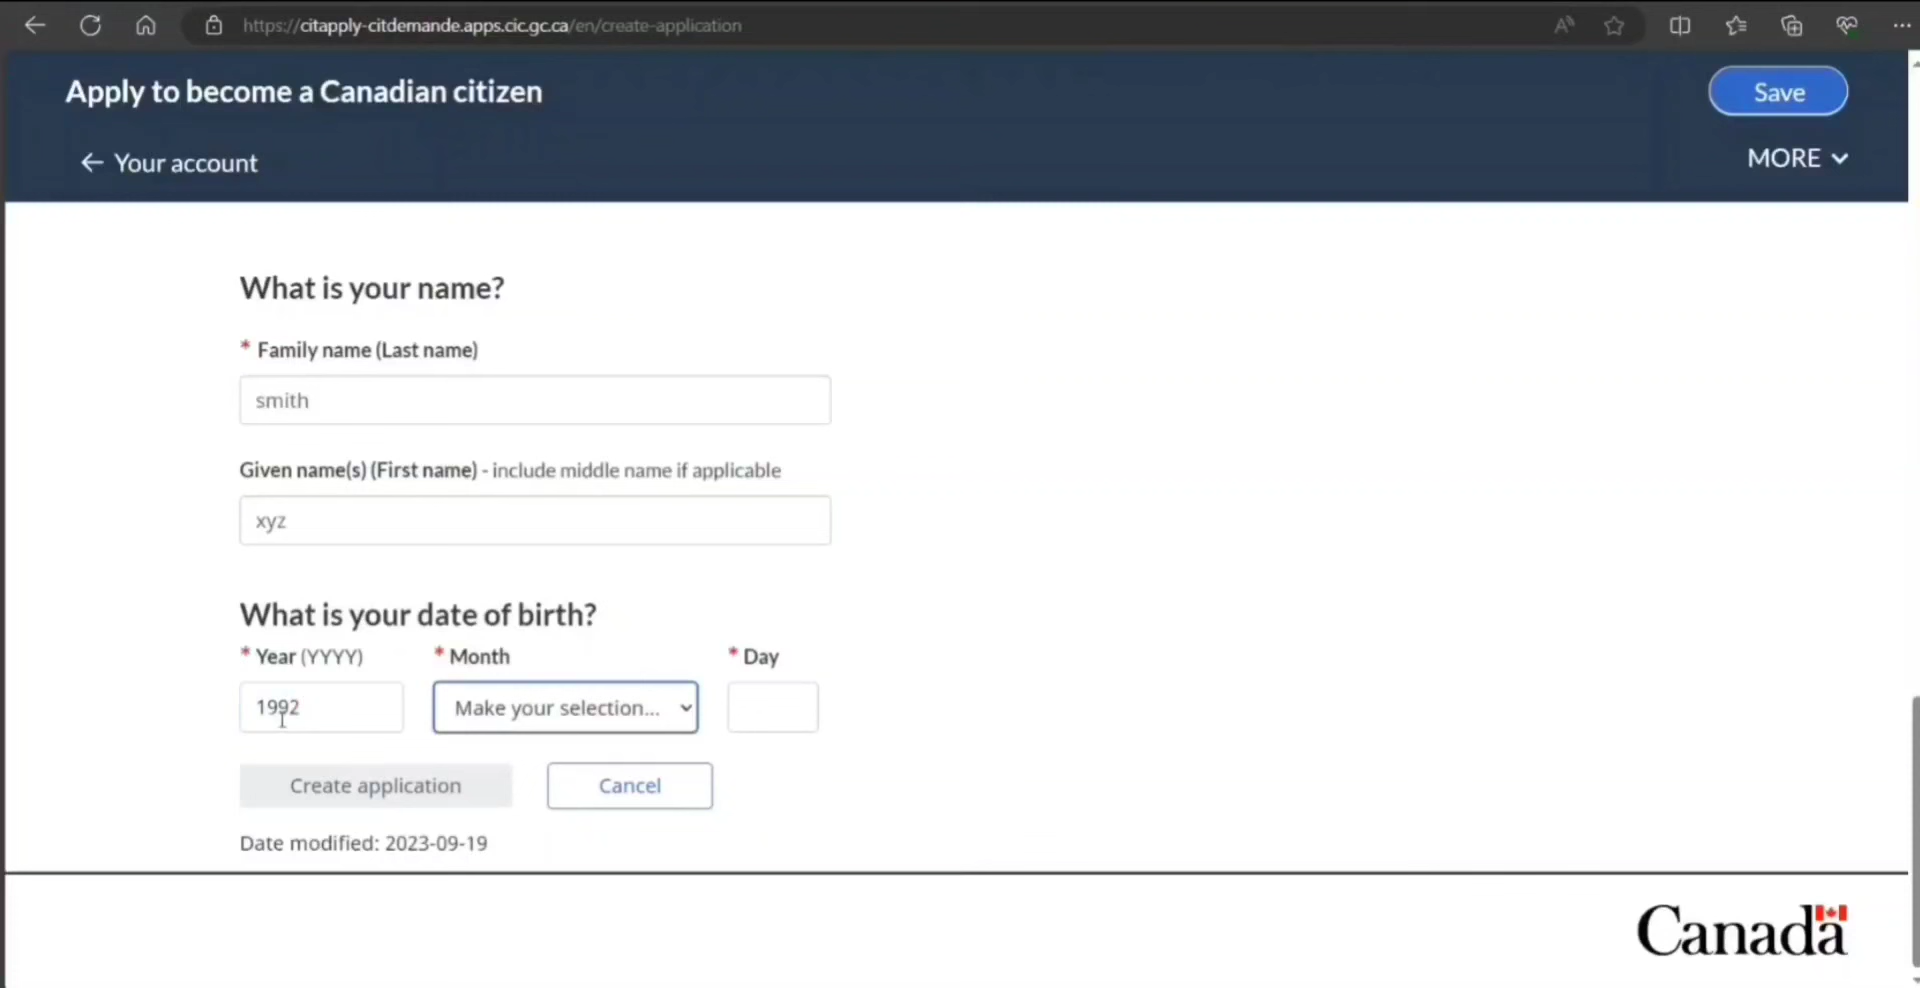 https://citapply-citdemande.apps.cic.gc.ca/en/create-application
Apply to become a Canadian citizen
Save
← Your account
MORE
What is your name?
* Family name (Last name)
smith
Given name(s) (First name) - include middle name if applicable
xyz
What is your date of birth?
* Year (YYYY) * Month * Day
1992 Make your selection...
Create application Cancel
Date modified: 2023-09-19
Canada